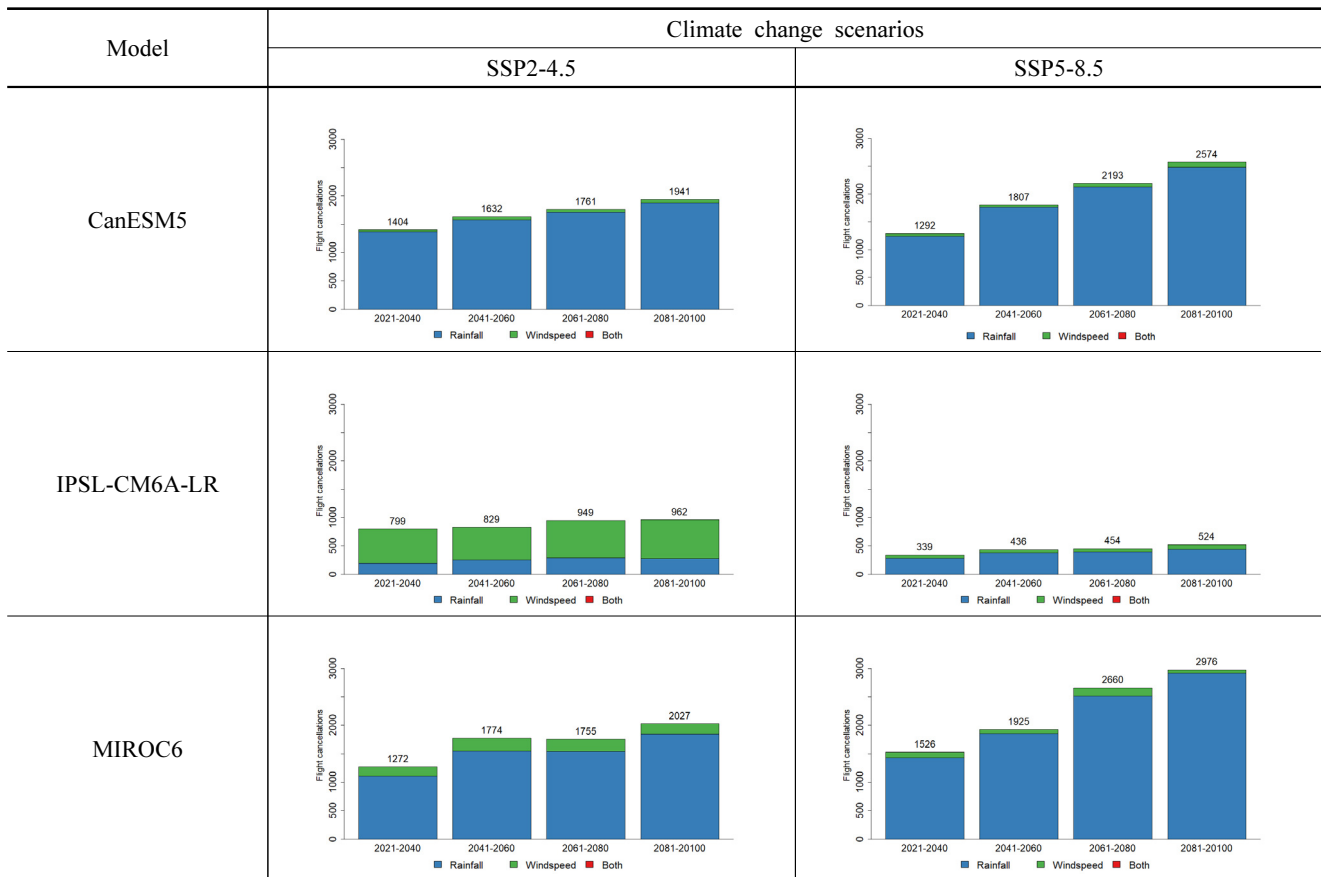 Model
Climate change scenarios
SSP2-4.5
SSP5-8.5
CanESM5
Flight cancellations
0
500
1000
2000
3000
1404
1632
1761
1941
2021-2040
2041-2060
2061-2080
2081-20100
Rainfall
Windspeed
Both
Flight cancellations
0
500
1000
2000
3000
1292
1807
2193
2574
2021-2040
2041-2060
2061-2080
2081-20100
Rainfall
Windspeed
Both
IPSL-CM6A-LR
Flight cancellations
0
500
1000
2000
3000
799
829
949
962
2021-2040
2041-2060
2061-2080
2081-20100
Rainfall
Windspeed
Both
Flight cancellations
0
500
1000
2000
3000
339
436
454
524
2021-2040
2041-2060
2061-2080
2081-20100
Rainfall
Windspeed
Both
MIROC6
Flight cancellations
0
500
1000
2000
3000
1272
1774
1755
2027
2021-2040
2041-2060
2061-2080
2081-20100
Rainfall
Windspeed
Both
Flight cancellations
0
500
1000
2000
3000
1526
1925
2660
2976
2021-2040
2041-2060
2061-2080
2081-20100
Rainfall
Windspeed
Both